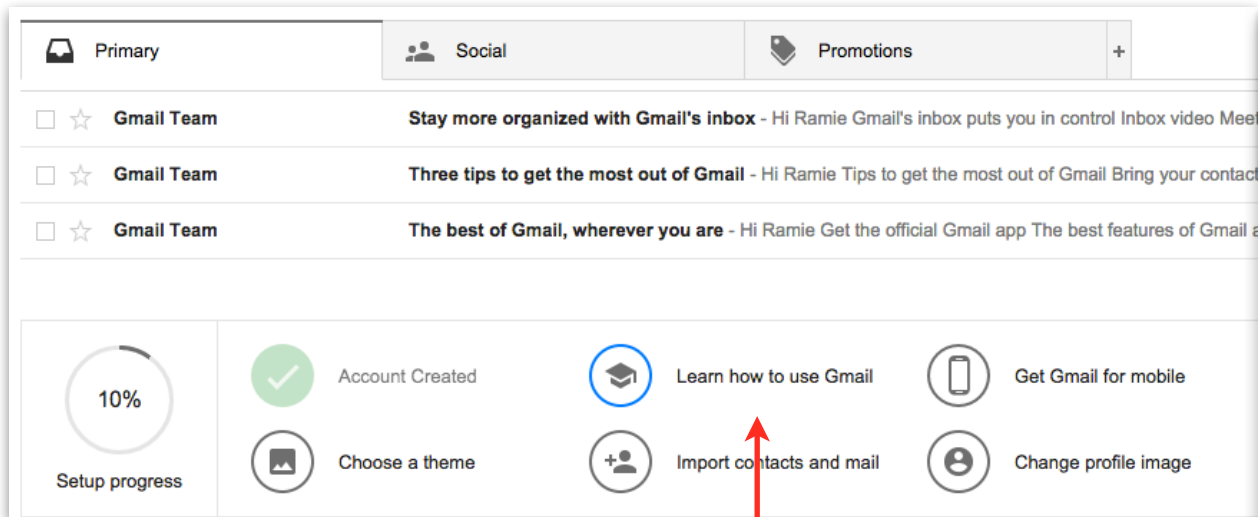 Primary Social Promotions +
Gmail Team Stay more organized with Gmail's inbox - Hi Ramie Gmail's inbox puts you in control Inbox video Meet
Gmail Team Three tips to get the most out of Gmail - Hi Ramie Tips to get the most out of Gmail Bring your contact
Gmail Team The best of Gmail, wherever you are - Hi Ramie Get the official Gmail app The best features of Gmail a
10%
Setup progress
Account Created Learn how to use Gmail Get Gmail for mobile
Choose a theme Import contacts and mail Change profile image